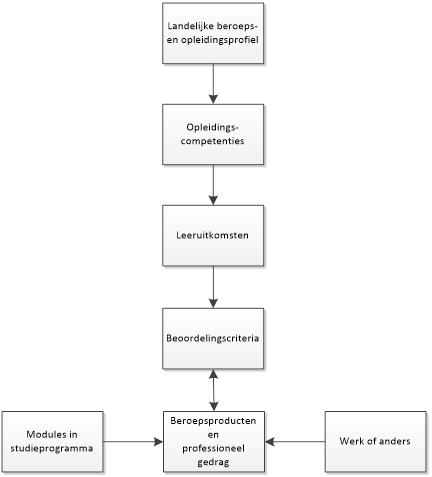 Landelijke beroeps-
en opleidingsprofiel
Opleidings-
competenties
Leeruitkomsten
Beoordelingscriteria
Modules in
studieprogramma
Beroepsproducten
en
professioneel
gedrag
Werk of anders